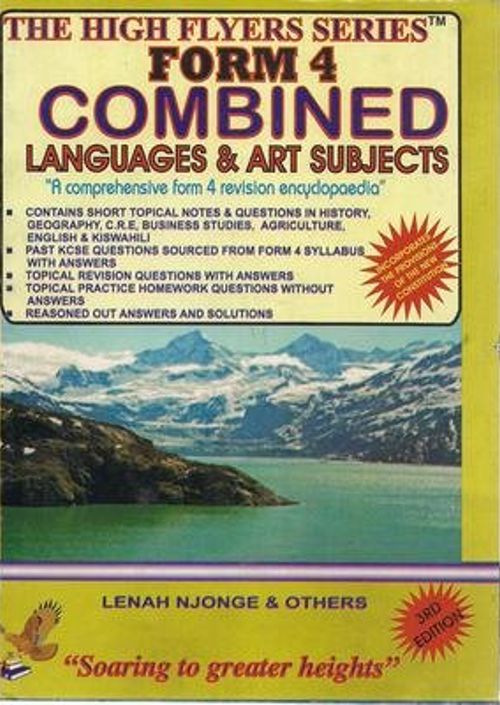 THE HIGH FLYERS SERIES™
FORM 4
COMBINED
LANGUAGES & ART SUBJECTS
"A comprehensive form 4 revision encyclopaedia"
▪ CONTAINS SHORT TOPICAL NOTES & QUESTIONS IN HISTORY,
GEOGRAPHY, C.R.E, BUSINESS STUDIES, AGRICULTURE,
ENGLISH & KISWAHILI
▪ PAST KCSE QUESTIONS SOURCED FROM FORM 4 SYLLABUS
WITH ANSWERS
▪ TOPICAL REVISION QUESTIONS WITH ANSWERS
▪ TOPICAL PRACTICE HOMEWORK QUESTIONS WITHOUT
ANSWERS
▪ REASONED OUT ANSWERS AND SOLUTIONS
INCORPORATES
THE PROVISIONS
OF THE NEW
CONSTITUTION
LENAH NJONGE & OTHERS
3RD
EDITION
"Soaring to greater heights"